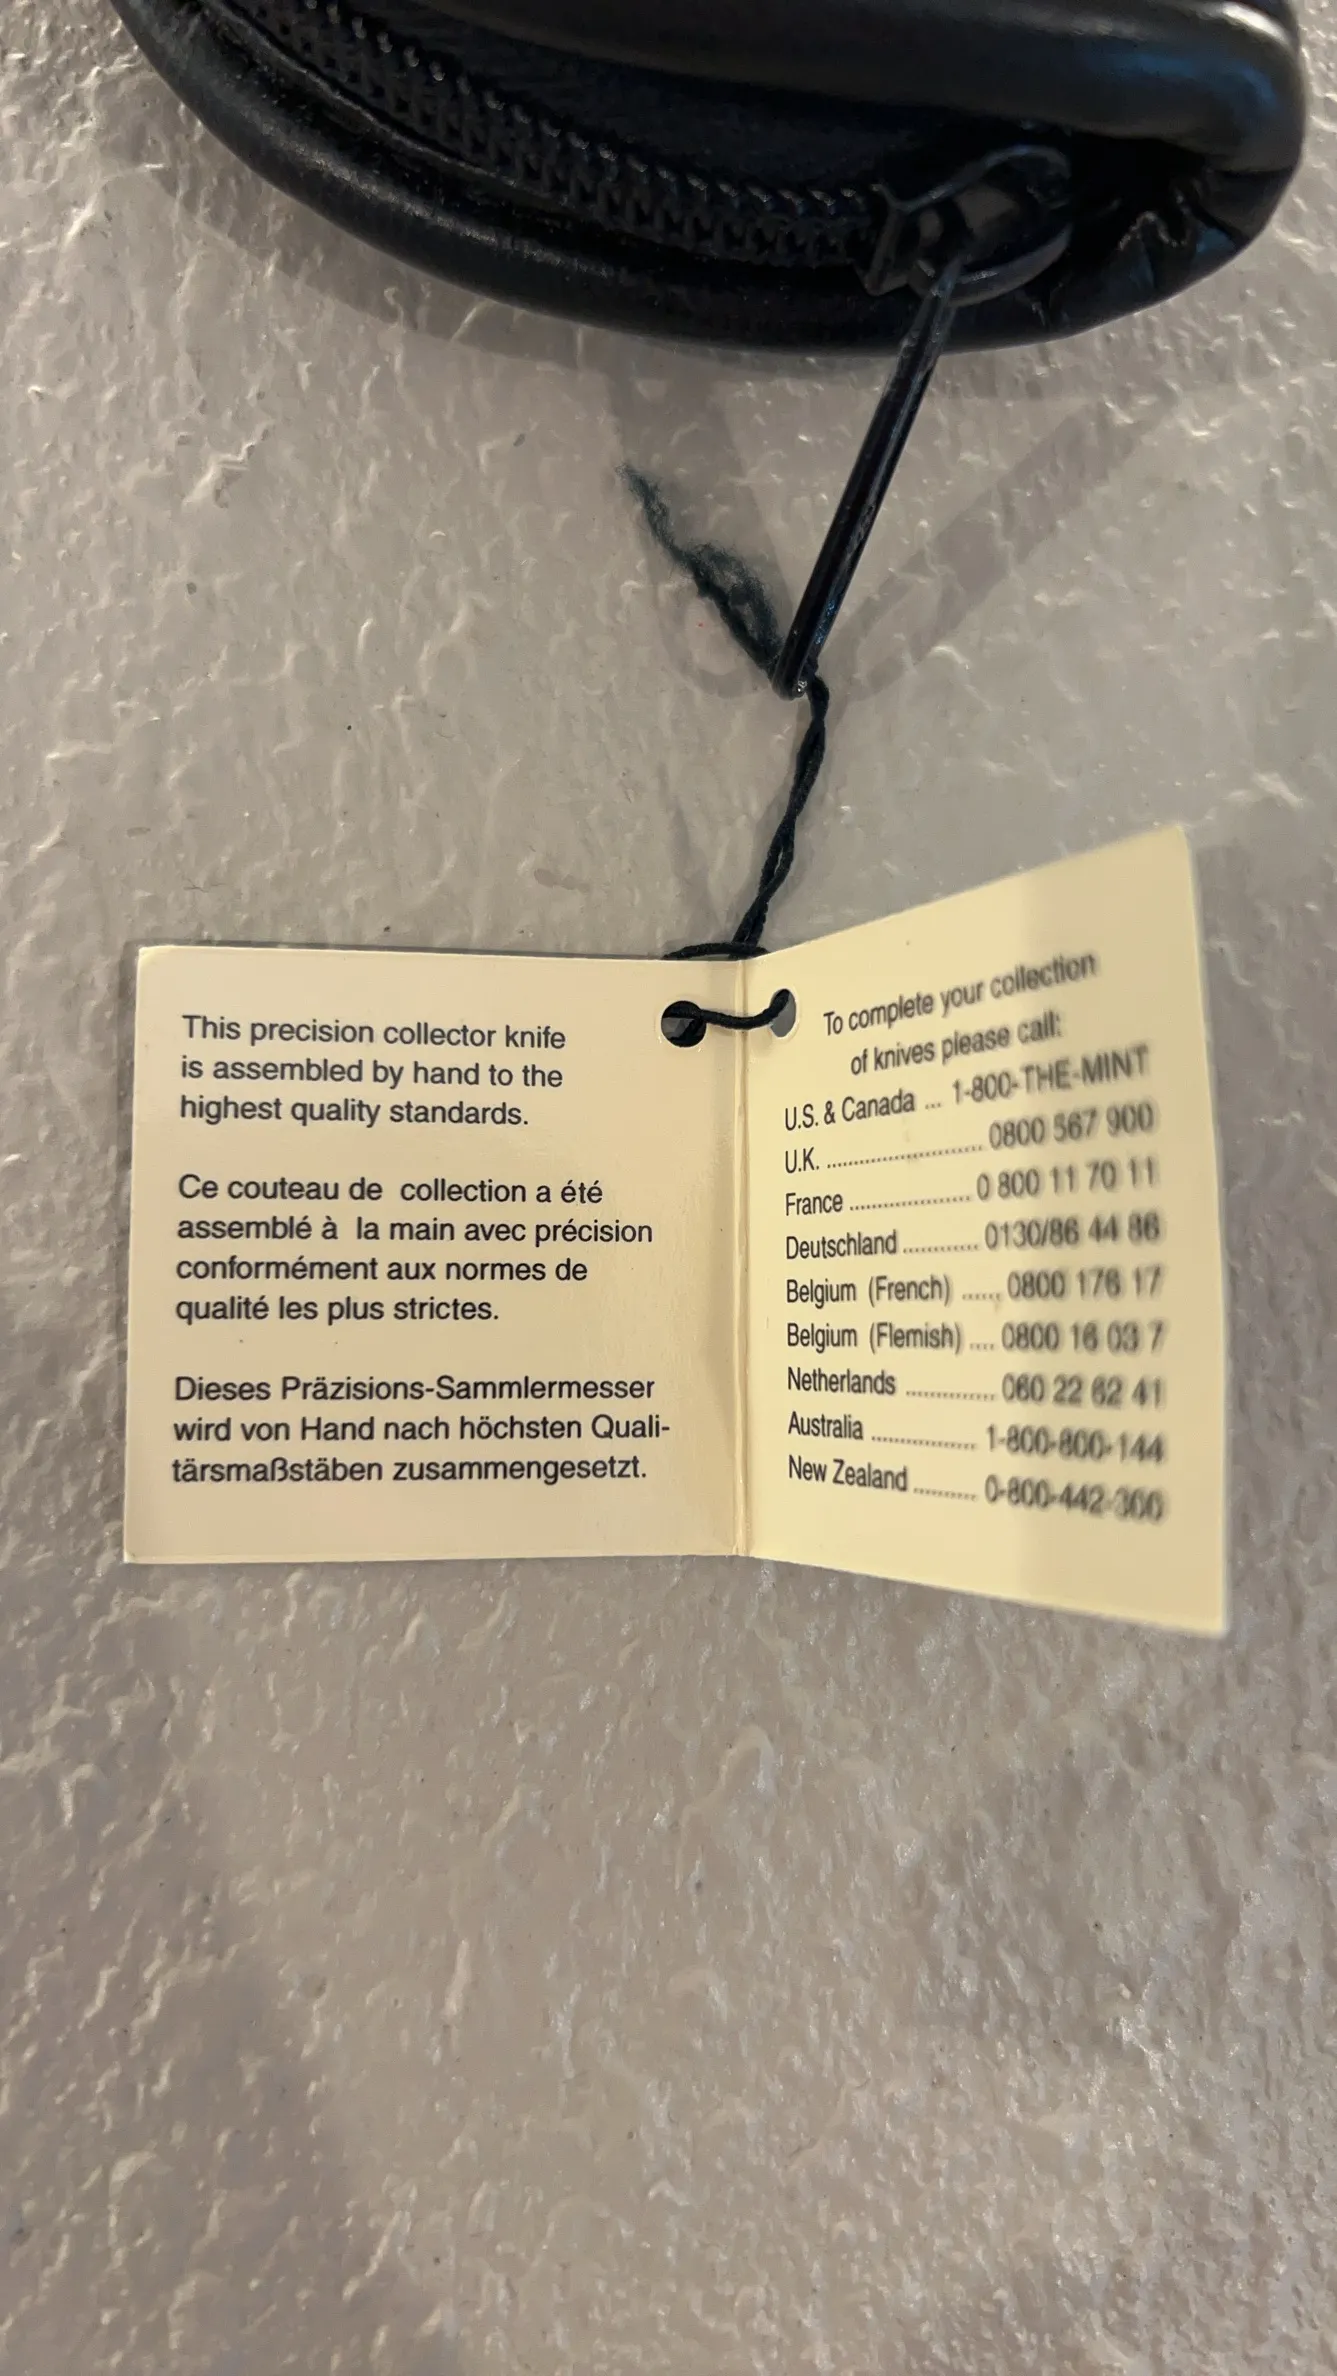 This precision collector knife
is assembled by hand to the
highest quality standards.
Ce couteau de collection a été
assemblé à la main avec précision
conformément aux normes de
qualité les plus strictes.
Dieses Präzisions-Sammlermesser
wird von Hand nach höchsten Quali-
tärsmaßstäben zusammengesetzt.
To complete your collection
of knives please call:
U.S. & Canada ... 1-800-THE-MINT
U.K. ........................ 0800 567 900
France ................... 0 800 11 70 11
Deutschland ............ 0130/86 44 86
Belgium (French) ...... 0800 176 17
Belgium (Flemish) .... 0800 16 03 7
Netherlands ............. 060 22 62 41
Australia ................ 1-800-800-144
New Zealand .......... 0-800-442-300